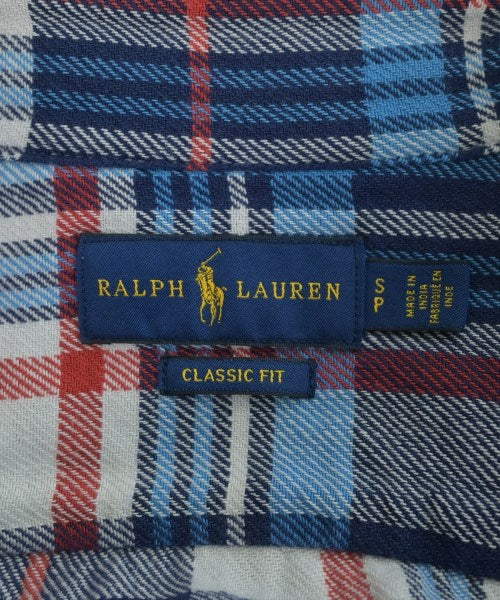 RALPH LAUREN
S
P
MADE IN
INDIA
FABRIQUÉ EN
INDE
CLASSIC FIT